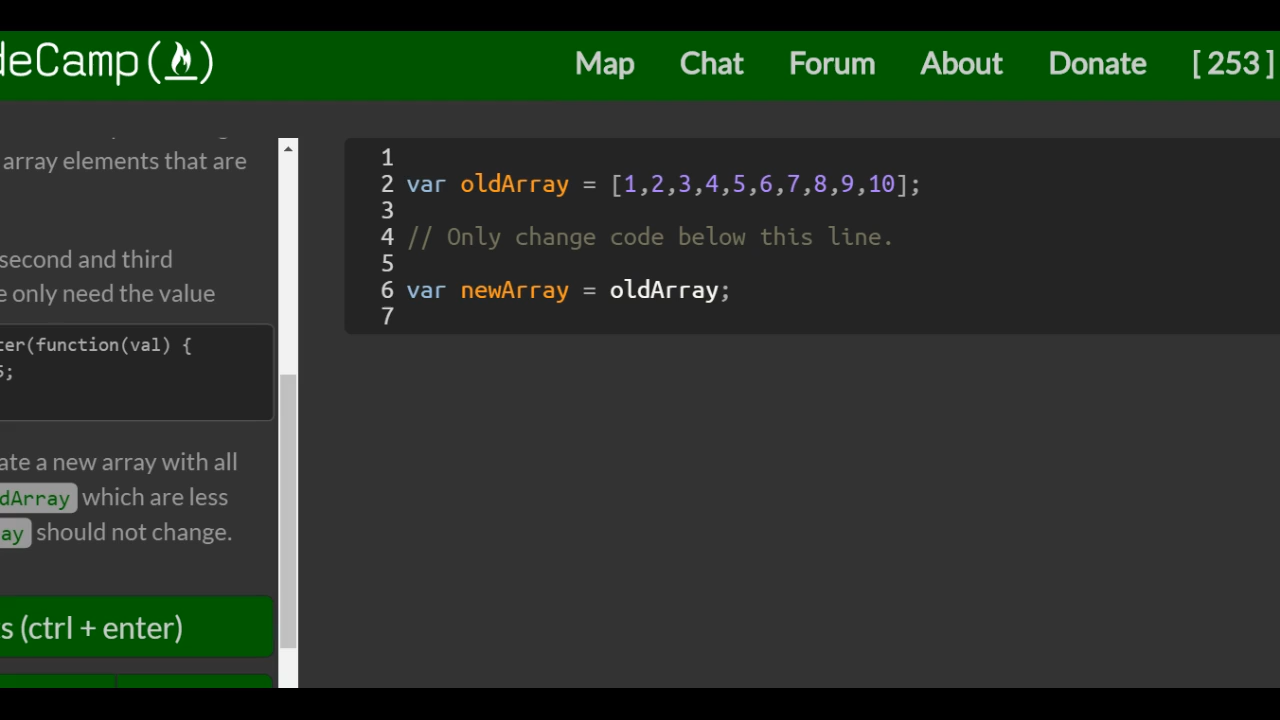 deCamp(
)
Map Chat Forum About Donate [ 253 ]
array elements that are
second and third
only need the value
ter(function(val) {
5;
ate a new array with all
dArray which are less
ay should not change.
s (ctrl + enter)
1
2 var oldArray = [1,2,3,4,5,6,7,8,9,10];
3
4 // Only change code below this line.
5
6 var newArray = oldArray;
7